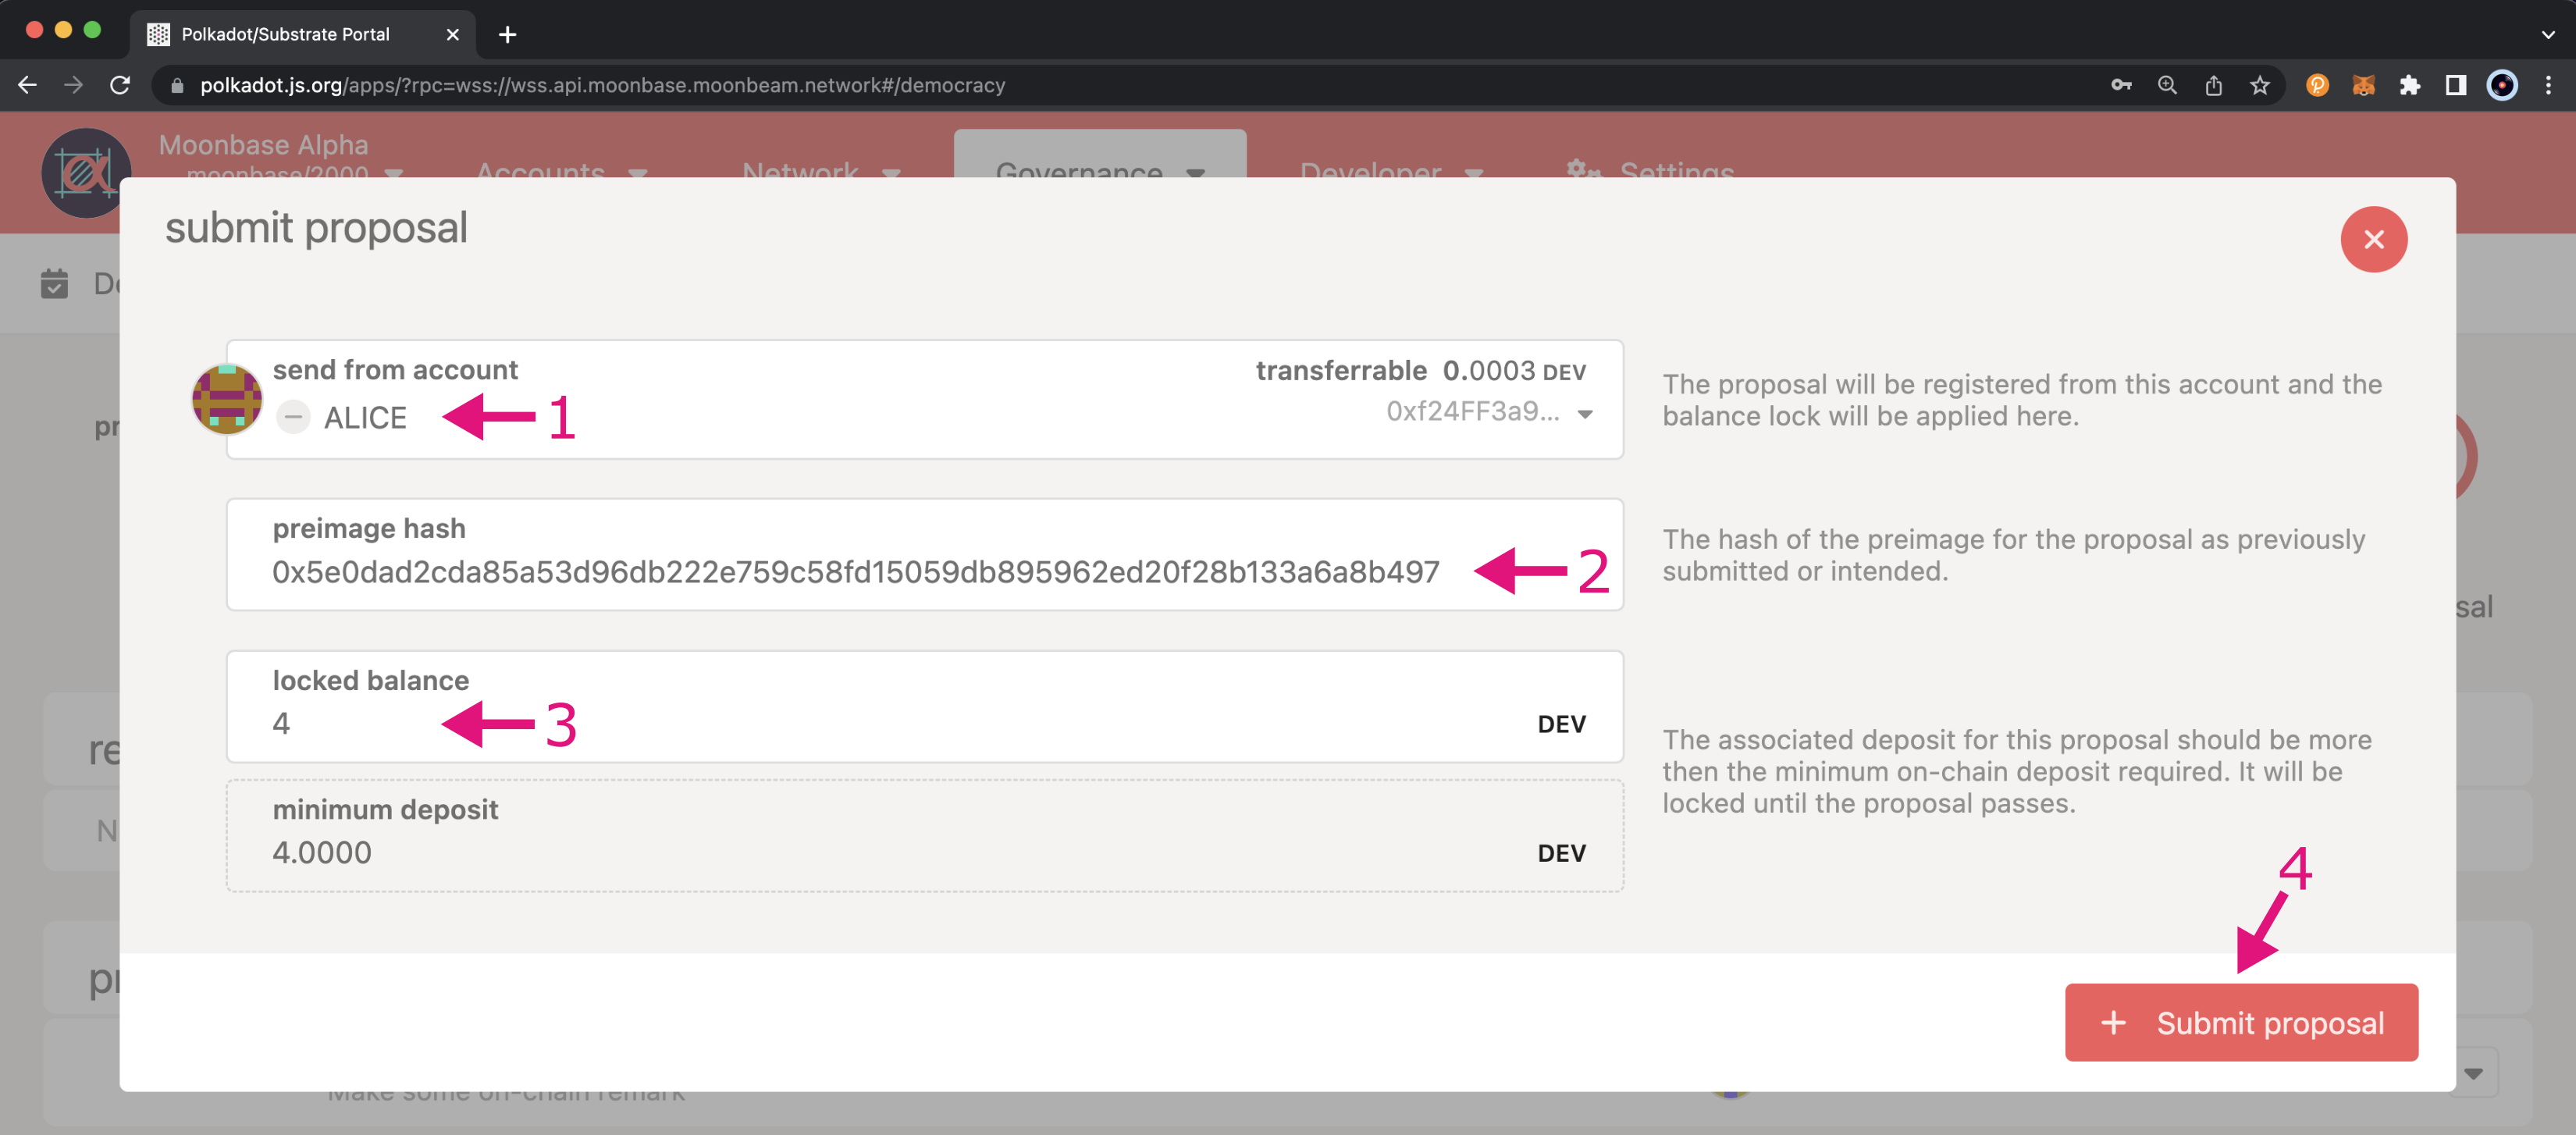 Polkadot/Substrate Portal
polkadot.js.org/apps/?rpc=wss://wss.api.moonbase.moonbeam.network#/democracy
Moonbase Alpha
moonbase/2000
Accounts
Network
Governance
Developer
Settings
submit proposal
send from account
transferrable 0.0003 DEV
ALICE
0xf24FF3a9...
1
The proposal will be registered from this account and the
balance lock will be applied here.
preimage hash
0x5e0dad2cda85a53d96db222e759c58fd15059db895962ed20f28b133a6a8b497
2
The hash of the preimage for the proposal as previously
submitted or intended.
locked balance
4
DEV
3
The associated deposit for this proposal should be more
then the minimum on-chain deposit required. It will be
locked until the proposal passes.
minimum deposit
4.0000
DEV
4
+ Submit proposal
Make some on-chain remark